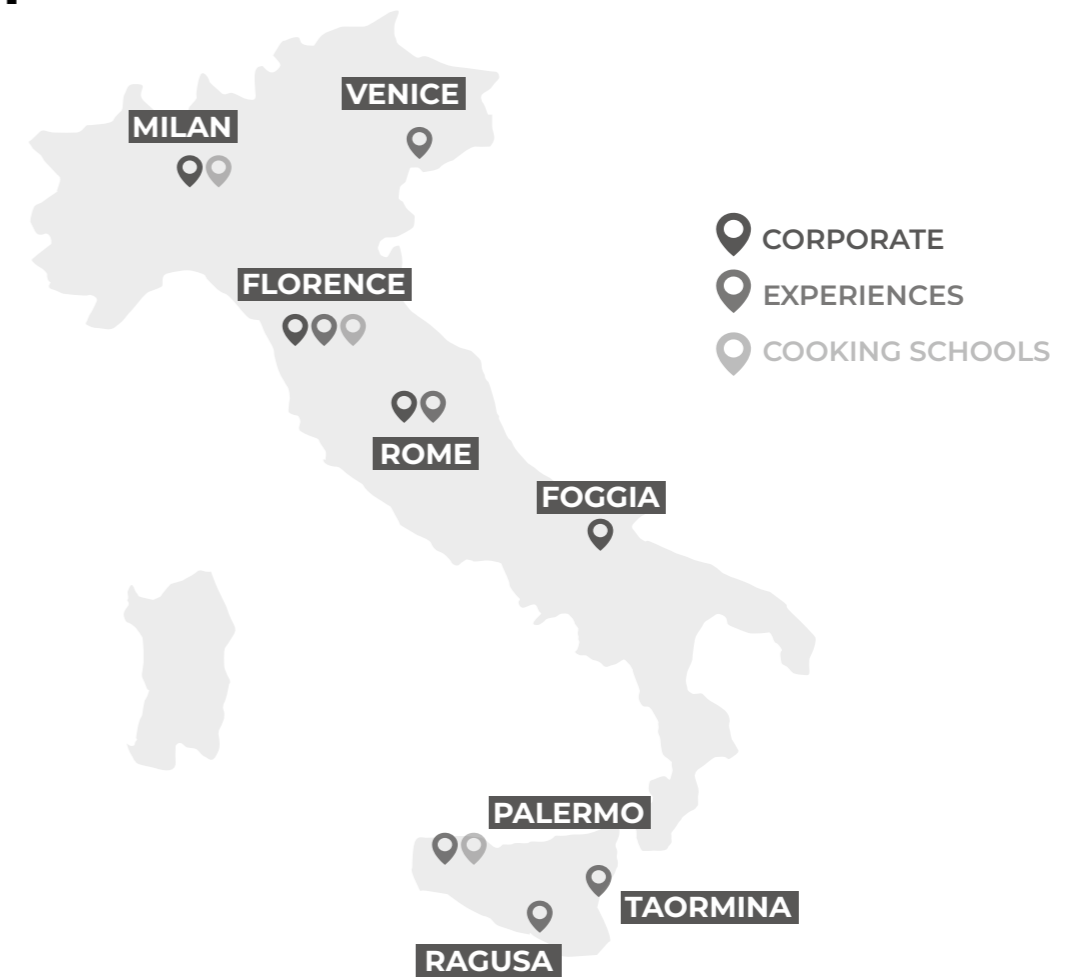 VENICE
MILAN
CORPORATE
FLORENCE
EXPERIENCES
COOKING SCHOOLS
ROME
FOGGIA
PALERMO
TAORMINA
RAGUSA